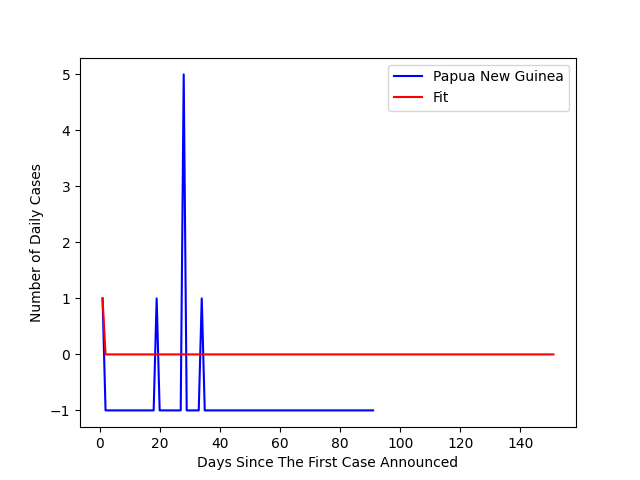 Papua New Guinea
Fit
5
4
3
2
1
0
−1
Number of Daily Cases
0 20 40 60 80 100 120 140
Days Since The First Case Announced